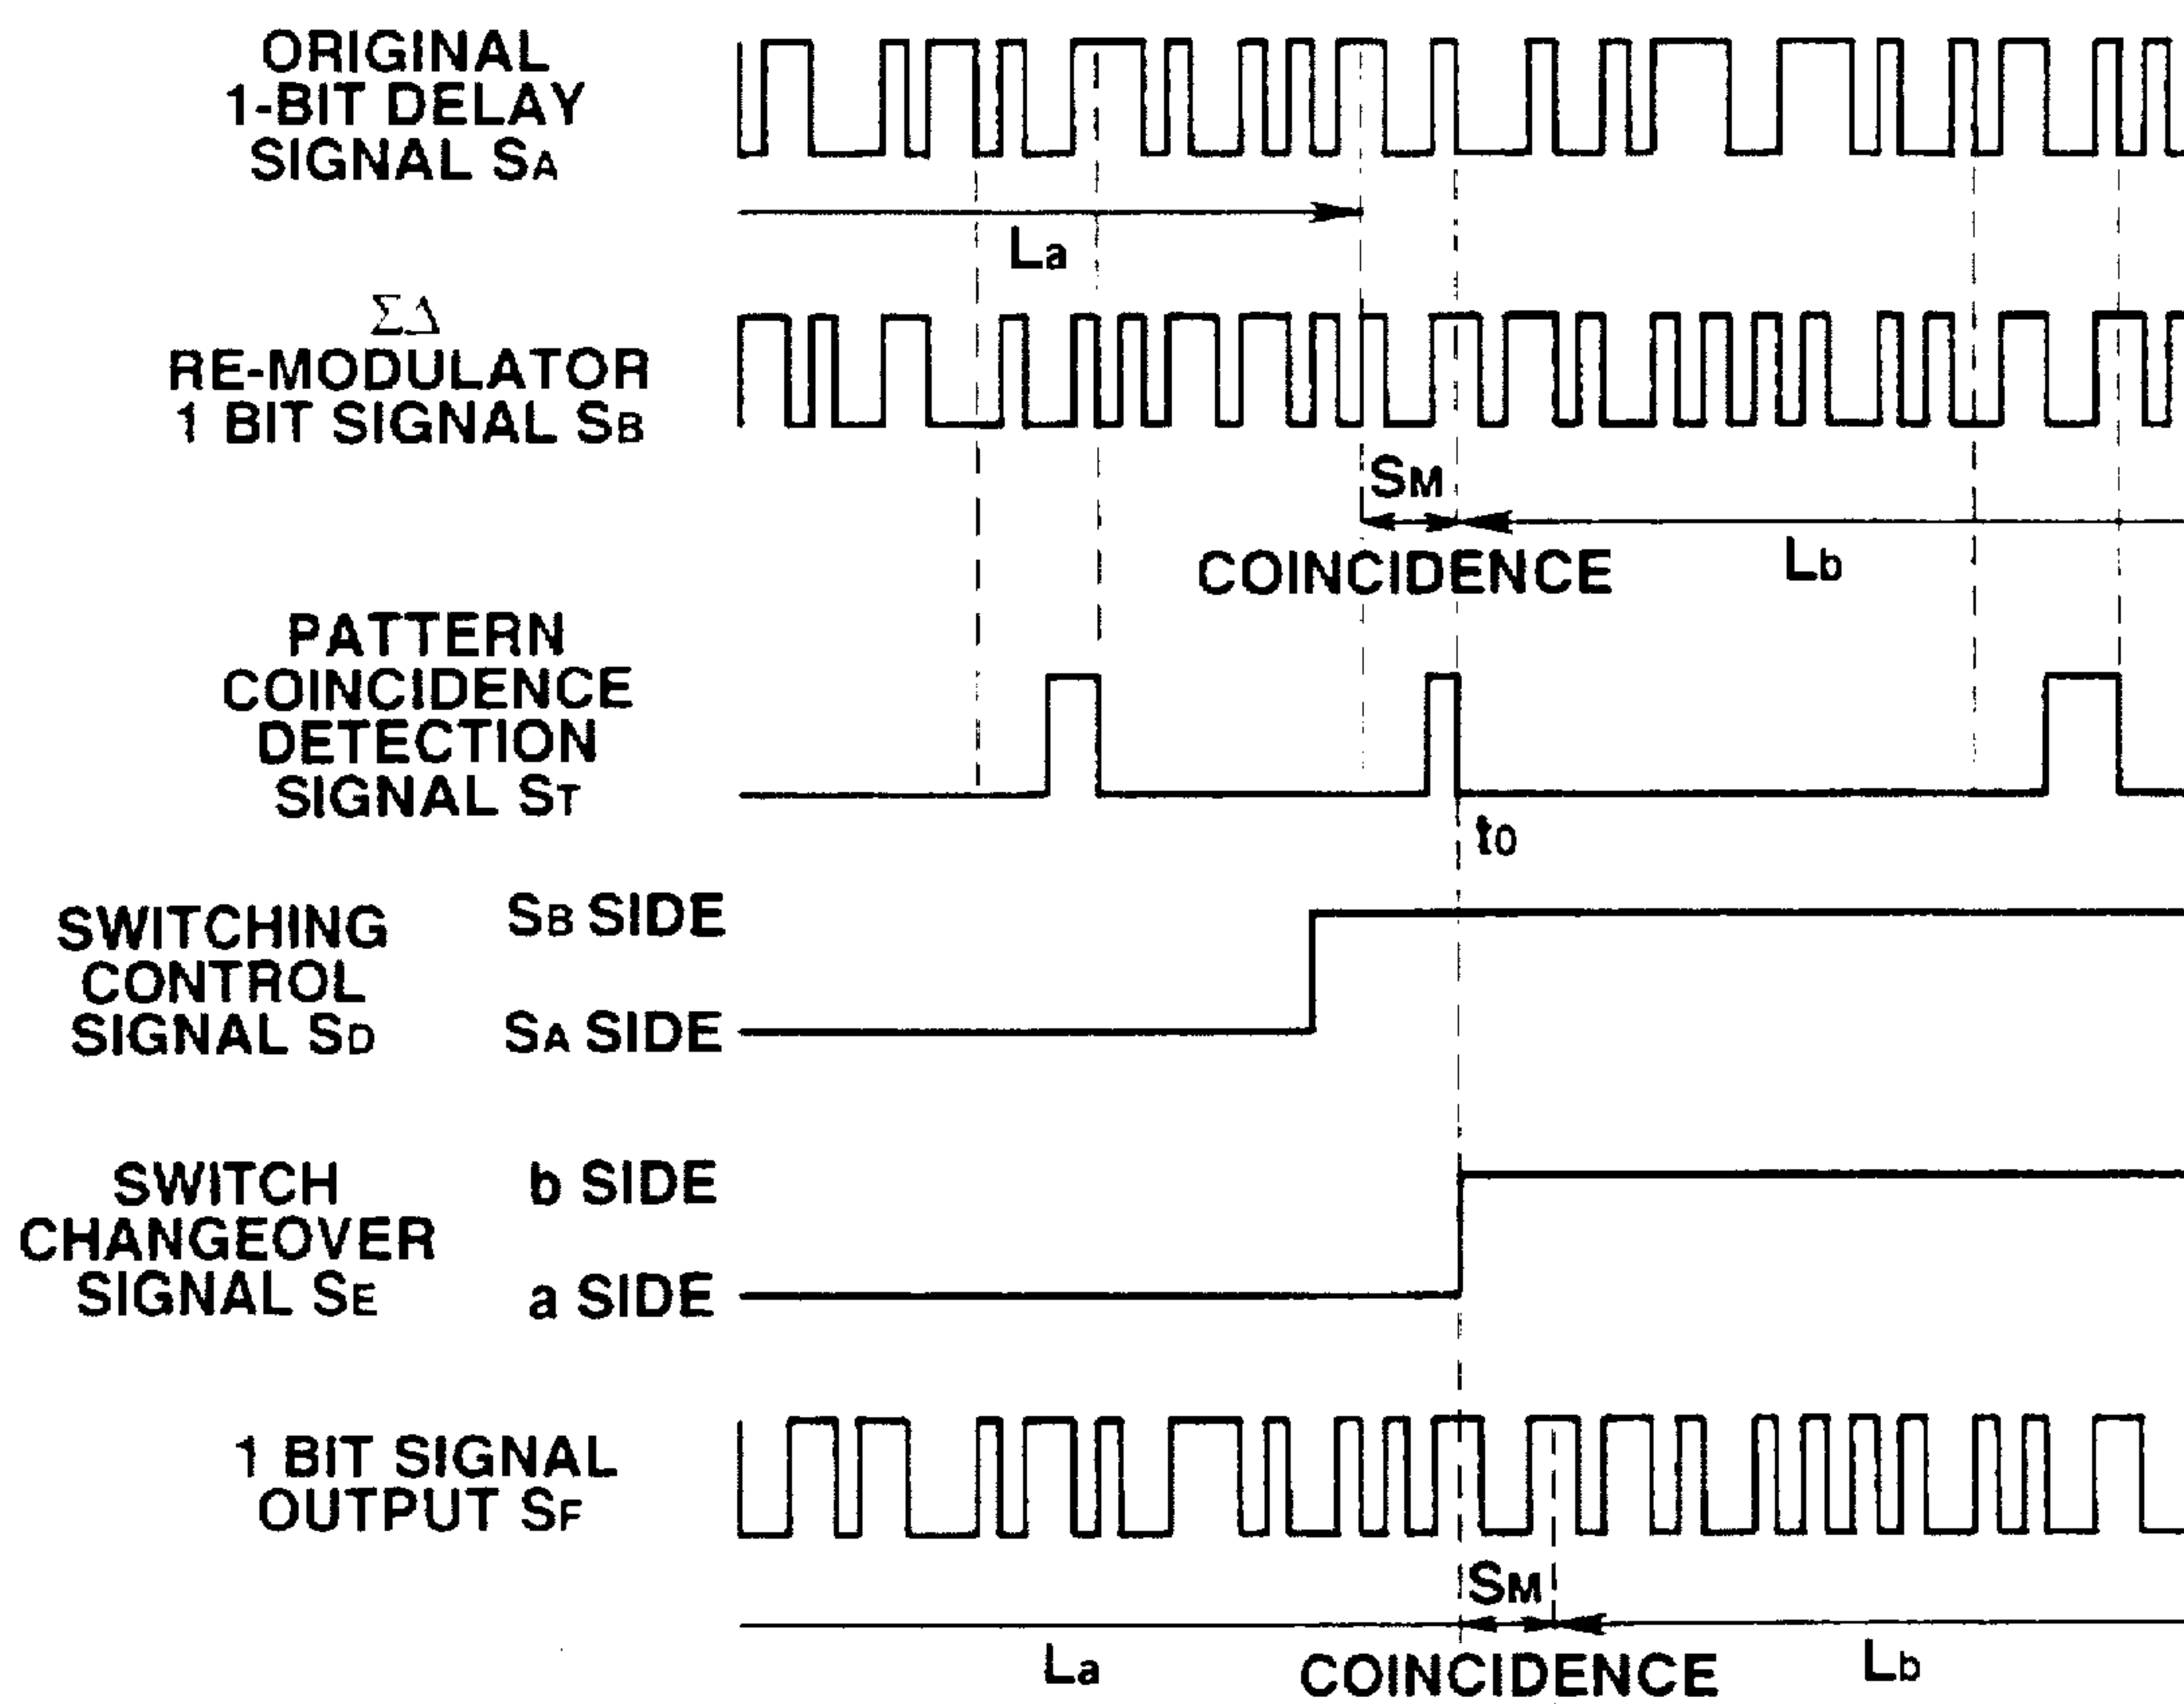 ORIGINAL
1-BIT DELAY
SIGNAL SA
La
ΣΔ
RE-MODULATOR
1 BIT SIGNAL SB
SM
COINCIDENCE
Lb
PATTERN
COINCIDENCE
DETECTION
SIGNAL ST
t0
SWITCHING
CONTROL
SIGNAL SD
SB SIDE
SA SIDE
SWITCH
CHANGEOVER
SIGNAL SE
b SIDE
a SIDE
1 BIT SIGNAL
OUTPUT SF
SM
La
COINCIDENCE
Lb